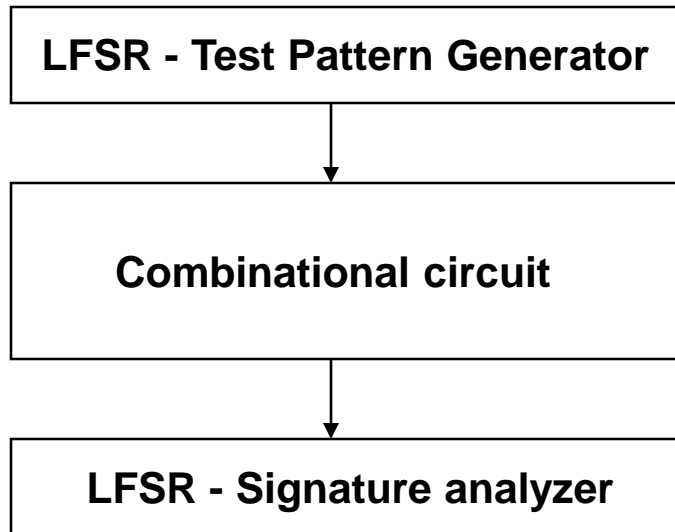 LFSR - Test Pattern Generator
Combinational circuit
LFSR - Signature analyzer